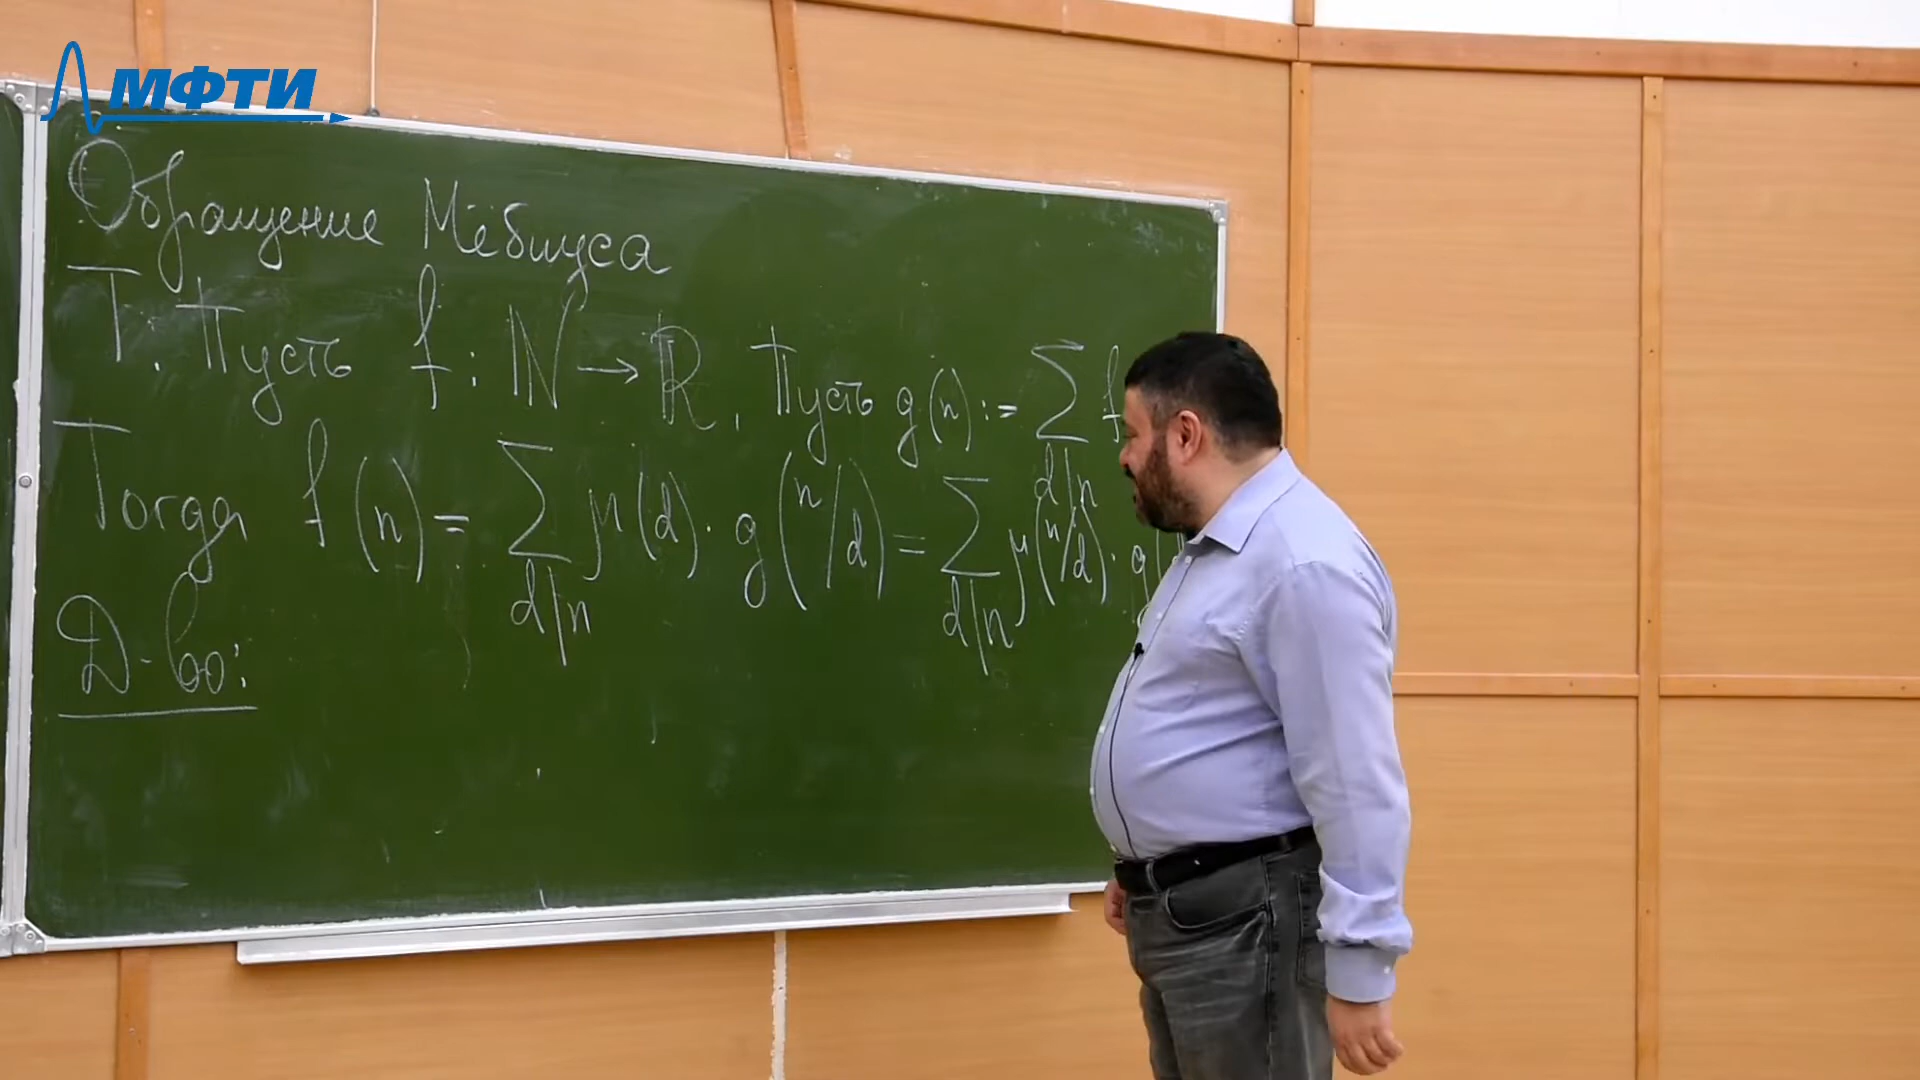 МФТИ
Обращение Мёбиуса
Т. Пусть f : ℕ → ℝ, Пусть g(n) := ∑ f
d|n
Тогда f(n) = ∑ μ(d) · g(n/d) = ∑ μ(n/d) · g(
d|n d|n
Д-во: